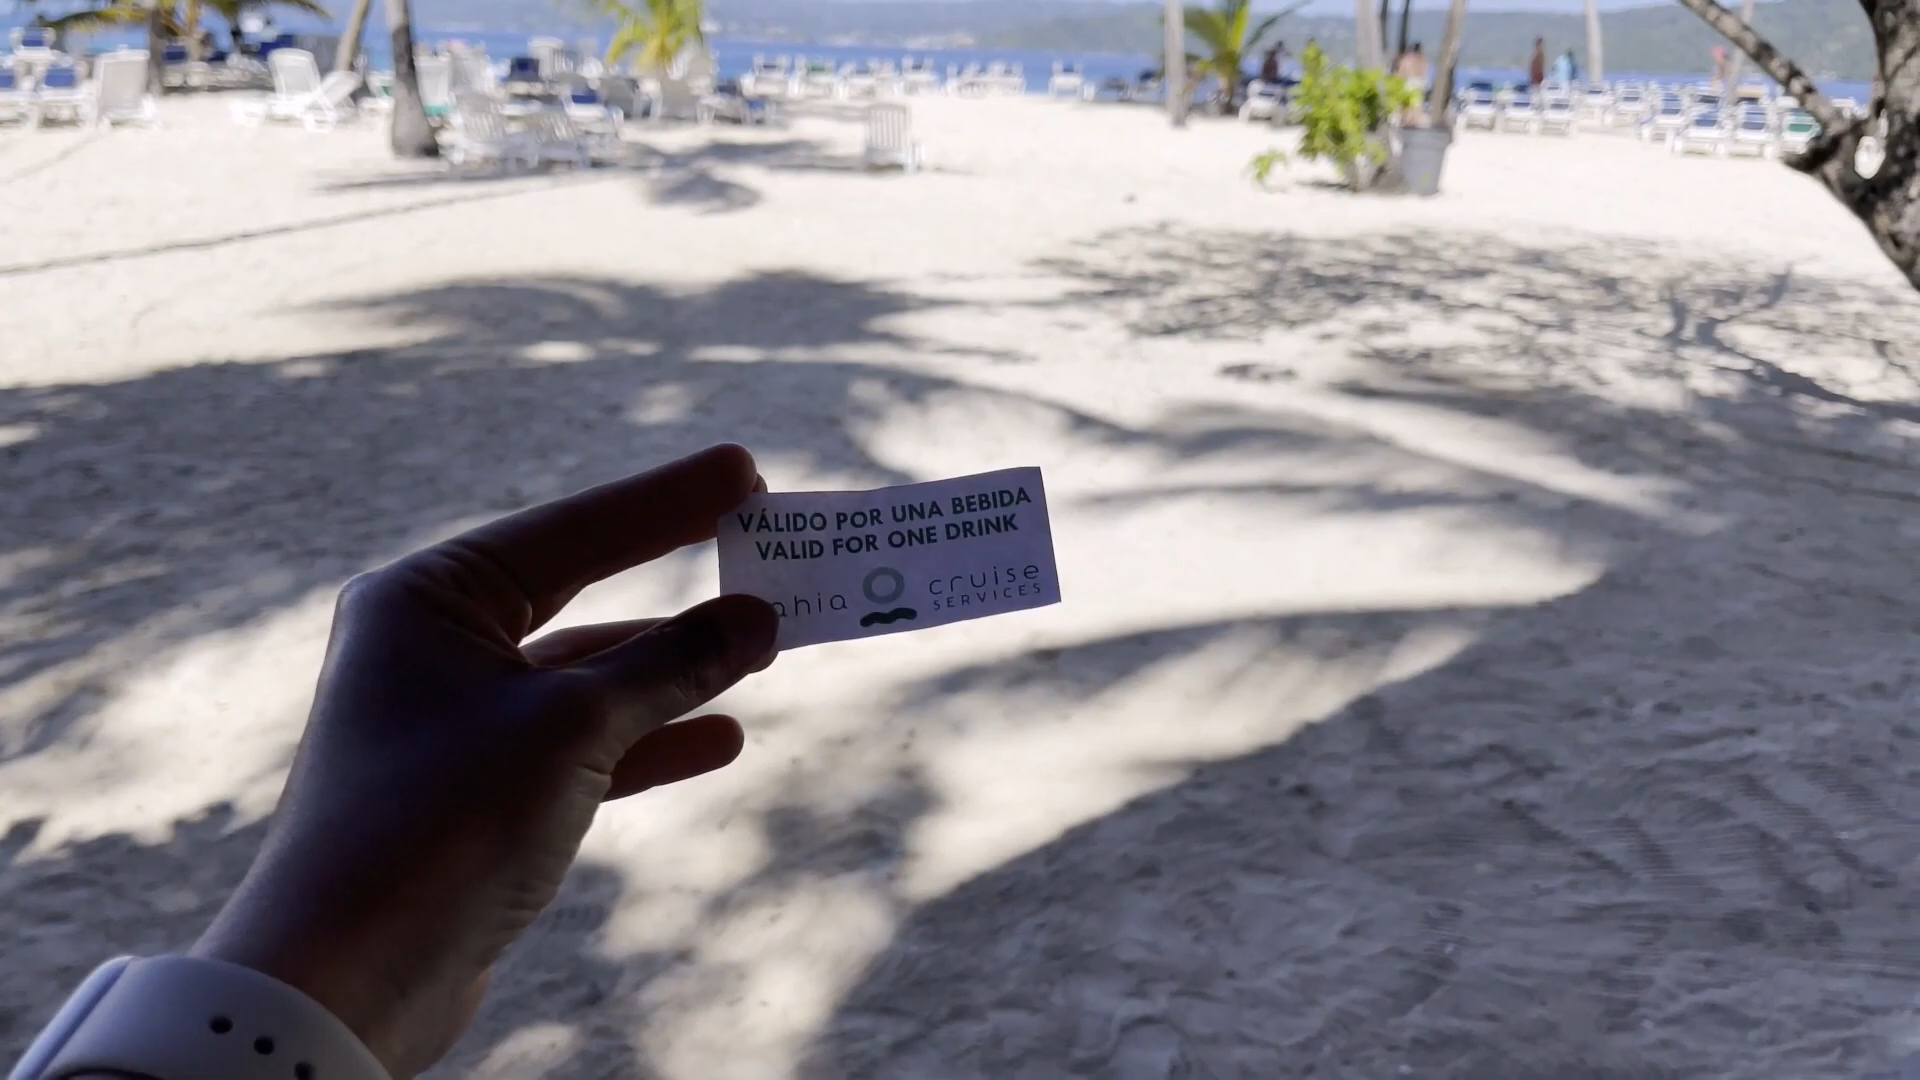 VÁLIDO POR UNA BEBIDA
VALID FOR ONE DRINK
ahia cruise
SERVICES